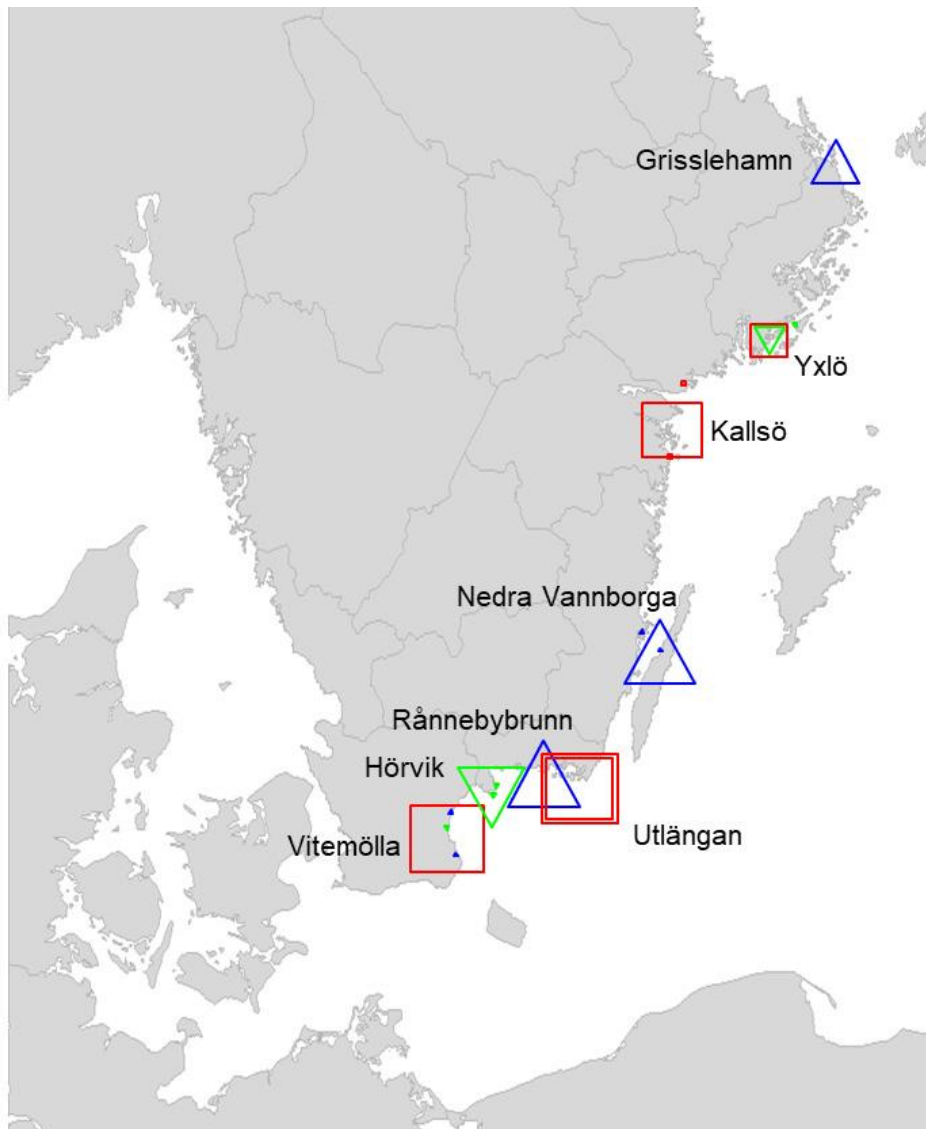 Grisslehamn
Yxlö
Kallsö
Nedra Vannborga
Rånnebybrunn
Hörvik
Vitemölla
Utlängan